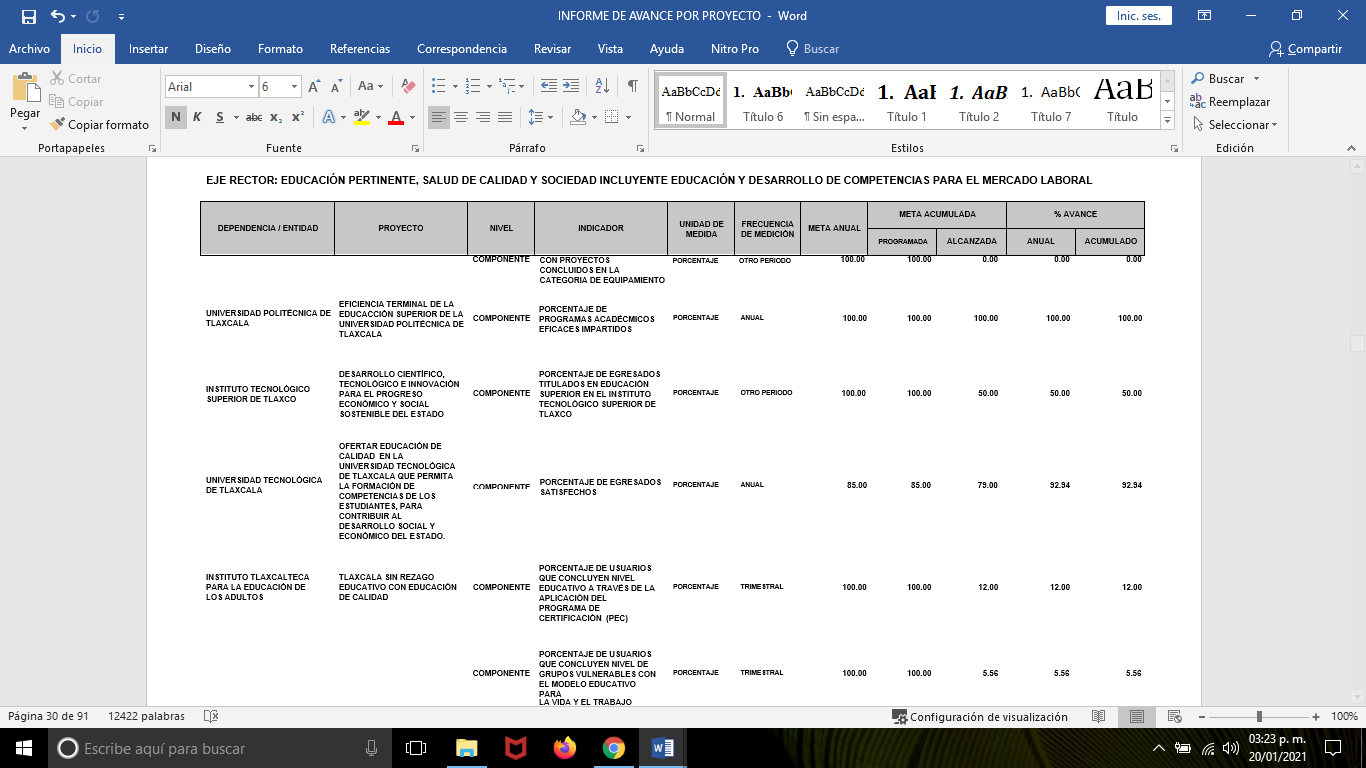 INFORME DE AVANCE POR PROYECTO - Word
Inic. ses.
Archivo Inicio Insertar Diseño Formato Referencias Correspondencia Revisar Vista Ayuda Nitro Pro Buscar Compartir
Pegar
Cortar
Copiar
Copiar formato
Portapapeles
Arial 6 Aa
N K S abc x₂ x² A A
Fuente
Párrafo
AaBbCcDd 1. AaBb( AaBbCcDd 1. AaB 1. AaB 1. AaBb( AaB
¶ Normal Título 6 ¶ Sin espa... Título 1 Título 2 Título 7 Título
Estilos
Buscar
Reemplazar
Seleccionar
Edición
EJE RECTOR: EDUCACIÓN PERTINENTE, SALUD DE CALIDAD Y SOCIEDAD INCLUYENTE EDUCACIÓN Y DESARROLLO DE COMPETENCIAS PARA EL MERCADO LABORAL
DEPENDENCIA / ENTIDAD
PROYECTO
NIVEL
INDICADOR
UNIDAD DE
MEDIDA
FRECUENCIA
DE MEDICIÓN
META ANUAL
META ACUMULADA
PROGRAMADA ALCANZADA
% AVANCE
ANUAL ACUMULADO
COMPONENTE
CON PROYECTOS
CONCLUIDOS EN LA
CATEGORIA DE EQUIPAMIENTO
PORCENTAJE OTRO PERIODO 100.00 100.00 0.00 0.00 0.00
UNIVERSIDAD POLITÉCNICA DE
TLAXCALA
EFICIENCIA TERMINAL DE LA
EDUCACCIÓN SUPERIOR DE LA
UNIVERSIDAD POLITÉCNICA DE
TLAXCALA
COMPONENTE
PORCENTAJE DE
PROGRAMAS ACADÉMICOS
EFICACES IMPARTIDOS
PORCENTAJE ANUAL 100.00 100.00 100.00 100.00 100.00
INSTITUTO TECNOLÓGICO
SUPERIOR DE TLAXCO
DESARROLLO CIENTÍFICO,
TECNOLÓGICO E INNOVACIÓN
PARA EL PROGRESO
ECONÓMICO Y SOCIAL
SOSTENIBLE DEL ESTADO
COMPONENTE
PORCENTAJE DE EGRESADOS
TITULADOS EN EDUCACIÓN
SUPERIOR EN EL INSTITUTO
TECNOLÓGICO SUPERIOR DE
TLAXCO
PORCENTAJE OTRO PERIODO 100.00 100.00 50.00 50.00 50.00
UNIVERSIDAD TECNOLÓGICA
DE TLAXCALA
OFERTAR EDUCACIÓN DE
CALIDAD EN LA
UNIVERSIDAD TECNOLÓGICA
DE TLAXCALA QUE PERMITA
LA FORMACIÓN DE
COMPETENCIAS DE LOS
ESTUDIANTES, PARA
CONTRIBUIR AL
DESARROLLO SOCIAL Y
ECONÓMICO DEL ESTADO.
COMPONENTE
PORCENTAJE DE EGRESADOS
SATISFECHOS
PORCENTAJE ANUAL 85.00 85.00 79.00 92.94 92.94
INSTITUTO TLAXCALTECA
PARA LA EDUCACIÓN DE
LOS ADULTOS
TLAXCALA SIN REZAGO
EDUCATIVO CON EDUCACIÓN
DE CALIDAD
COMPONENTE
PORCENTAJE DE USUARIOS
QUE CONCLUYEN NIVEL
EDUCATIVO A TRAVÉS DE LA
APLICACIÓN DEL
PROGRAMA DE
CERTIFICACIÓN (PEC)
PORCENTAJE TRIMESTRAL 100.00 100.00 12.00 12.00 12.00
COMPONENTE
PORCENTAJE DE USUARIOS
QUE CONCLUYEN NIVEL DE
GRUPOS VULNERABLES CON
EL MODELO EDUCATIVO
PARA
LA VIDA Y EL TRABAJO
PORCENTAJE TRIMESTRAL 100.00 100.00 5.56 5.56 5.56
Página 30 de 91 12422 palabras Configuración de visualización 100%
Escribe aquí para buscar
03:23 p. m.
20/01/2021